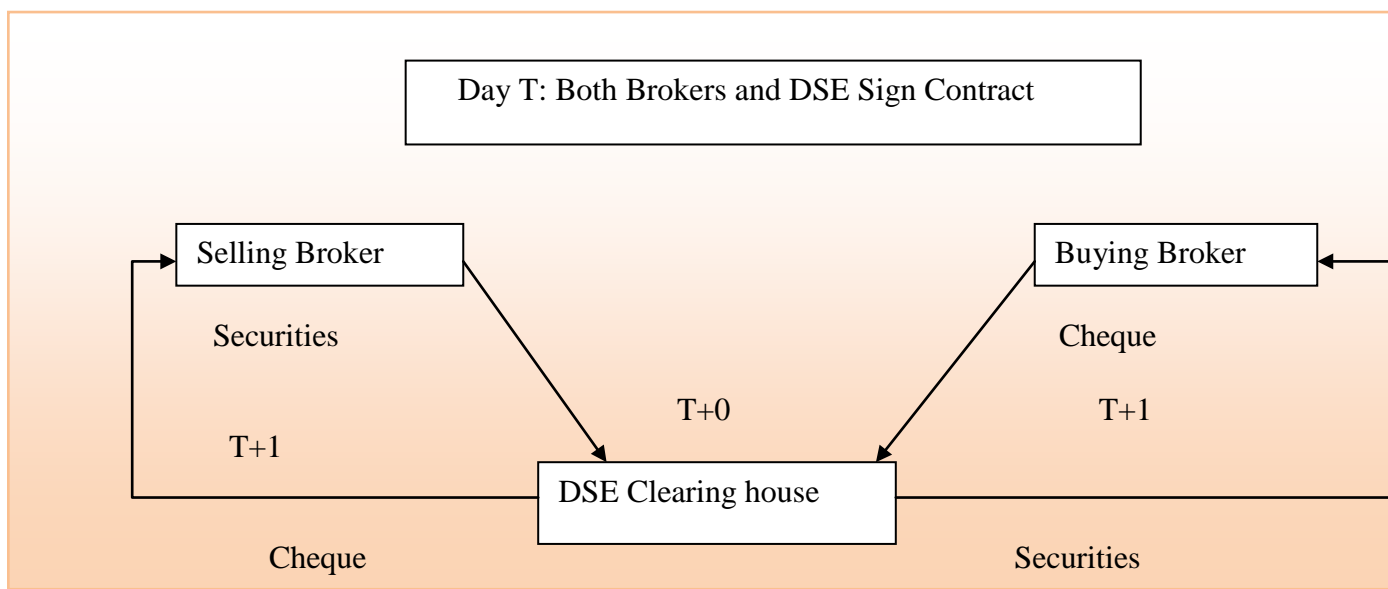 Day T: Both Brokers and DSE Sign Contract
Selling Broker
Buying Broker
Securities
Cheque
T+0
T+1
T+1
DSE Clearing house
Cheque
Securities